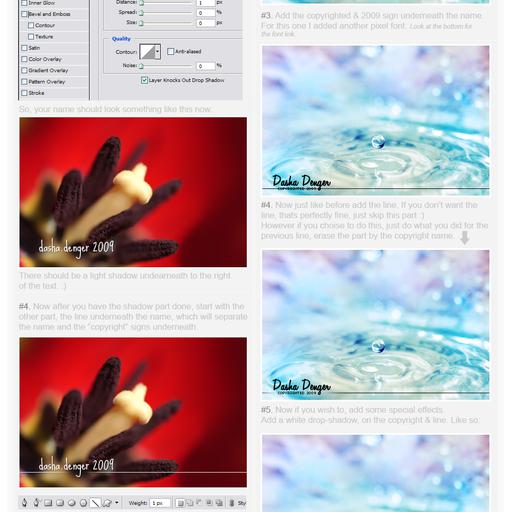 Inner Glow
Bevel and Emboss
Contour
Texture
Satin
Color Overlay
Gradient Overlay
Pattern Overlay
Stroke
Distance: 1 px
Spread: 0 %
Size: 0 px
Quality
Contour: Anti-aliased
Noise: 0 %
Layer Knocks Out Drop Shadow
So, your name should look something like this now:
dasha.denger 2009
There should be a light shadow undearneath to the right
of the text. :)
#4. Now after you have the shadow part done, start with the
other part, the line underneath the name, which will separate
the name and the "copyright" signs underneath.
dasha.denger 2009
Weight: 1 px
Sty
#3. Add the copyrighted & 2009 sign underneath the name.
For this one I added another pixel font. Look at the bottom for
the font link.
Dasha Denger
COPYRIGHTED 2009
#4. Now just like before add the line. If you don't want the
line, thats perfectly fine, just skip this part :)
However if you choise to do this, just do what you did for the
previous line, erase the part by the copyright name.
Dasha Denger
COPYRIGHTED 2009
#5. Now if you wish to, add some special effects.
Add a white drop-shadow, on the copyright & line. Like so: